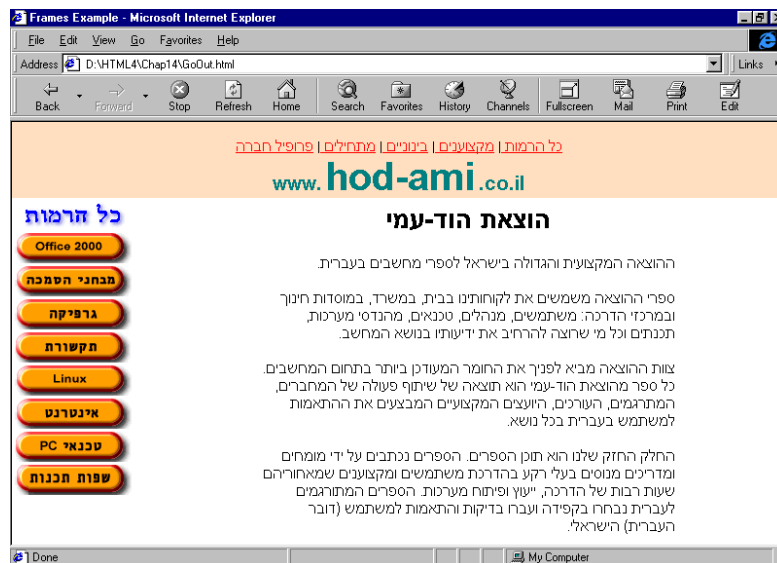 Frames Example - Microsoft Internet Explorer
File Edit View Go Favorites Help
Address D:\HTML4\Chap14\GoOut.html Links
Back Forward Stop Refresh Home Search Favorites History Channels Fullscreen Mail Print Edit
כל הרמות | מקצוענים | בינוניים | מתחילים | פרופיל חברה
www.hod-ami.co.il
כל הרמות
Office 2000
מבחני הסמכה
גרפיקה
תקשורת
Linux
אינטרנט
טכנאי PC
שפות תכנות
הוצאת הוד-עמי
ההוצאה המקצועית והגדולה בישראל לספרי מחשבים בעברית.
ספרי ההוצאה משמשים את לקוחותינו בבית, במשרד, במוסדות חינוך
ובמרכזי הדרכה: משתמשים, מנהלים, טכנאים, מהנדסי מערכות,
תכנתים וכל מי שרוצה להרחיב את ידיעותיו בנושא המחשב.
צוות ההוצאה מביא לפניך את החומר המעודכן ביותר בתחום המחשבים.
כל ספר מהוצאת הוד-עמי הוא תוצאה של שיתוף פעולה של המחברים,
המתרגמים, העורכים, היועצים המקצועיים המבצעים את ההתאמות
למשתמש בעברית בכל נושא.
החלק החזק שלנו הוא תוכן הספרים. הספרים נכתבים על ידי מומחים
ומדריכים מנוסים בעלי רקע בהדרכת משתמשים ומקצוענים שמאחוריהם
שעות רבות של הדרכה, ייעוץ ופיתוח מערכות. הספרים המתורגמים
לעברית נבחרו בקפידה ועברו בדיקות והתאמות למשתמש (דובר
העברית) הישראלי.
Done My Computer